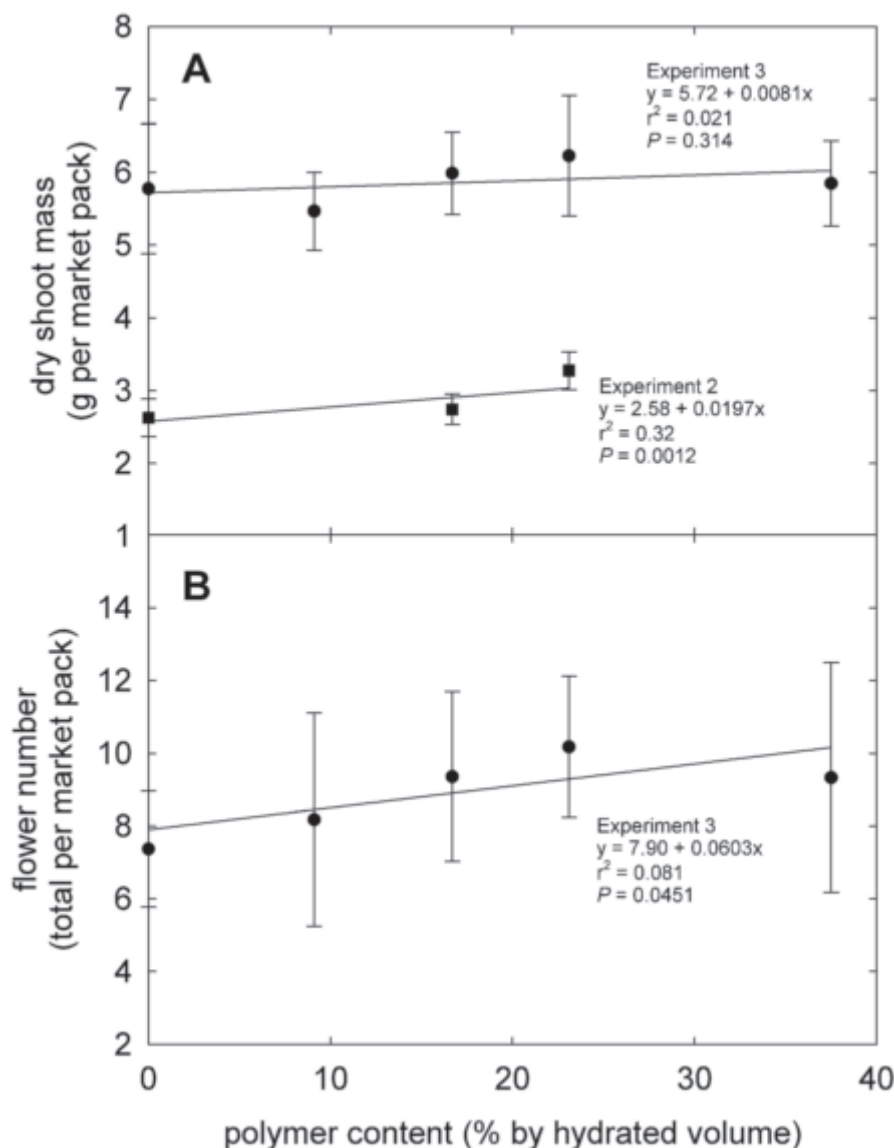 8
A
7
6
5
4
3
2
1
dry shoot mass
(g per market pack)
Experiment 3
y = 5.72 + 0.0081x
r² = 0.021
P = 0.314
Experiment 2
y = 2.58 + 0.0197x
r² = 0.32
P = 0.0012
B
14
12
10
8
6
4
2
flower number
(total per market pack)
Experiment 3
y = 7.90 + 0.0603x
r² = 0.081
P = 0.0451
0 10 20 30 40
polymer content (% by hydrated volume)